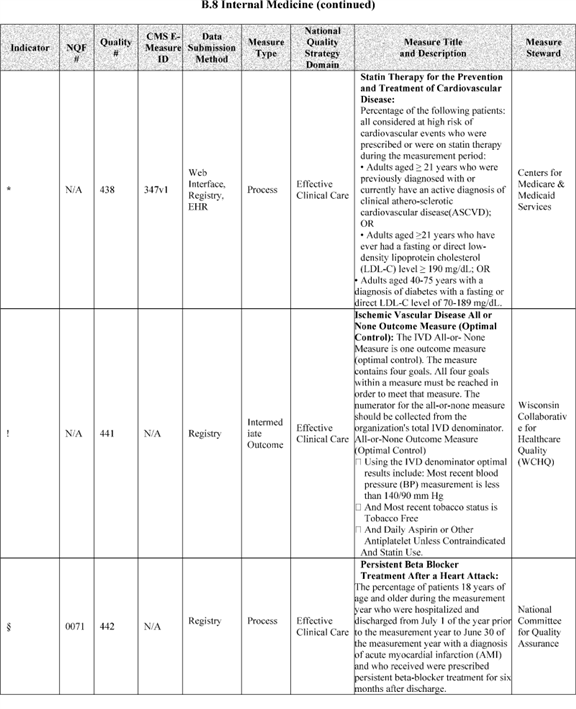 B.8 Internal Medicine (continued)
Indicator
NQF
#
Quality
#
CMS E-
Measure
ID
Data
Submission
Method
Measure
Type
National
Quality
Strategy
Domain
Measure Title
and Description
Measure
Steward
*
N/A
438
347v1
Web
Interface,
Registry,
EHR
Process
Effective
Clinical Care
Statin Therapy for the Prevention
and Treatment of Cardiovascular
Disease:
Percentage of the following patients:
all considered at high risk of
cardiovascular events who were
prescribed or were on statin therapy
during the measurement period:
• Adults aged ≥ 21 years who were
previously diagnosed with or
currently have an active diagnosis of
clinical athero-sclerotic
cardiovascular disease(ASCVD);
OR
• Adults aged ≥21 years who have
ever had a fasting or direct low-
density lipoprotein cholesterol
(LDL-C) level ≥ 190 mg/dL; OR
• Adults aged 40-75 years with a
diagnosis of diabetes with a fasting or
direct LDL-C level of 70-189 mg/dL.
Centers for
Medicare &
Medicaid
Services
!
N/A
441
N/A
Registry
Intermed
iate
Outcome
Effective
Clinical Care
Ischemic Vascular Disease All or
None Outcome Measure (Optimal
Control): The IVD All-or- None
Measure is one outcome measure
(optimal control). The measure
contains four goals. All four goals
within a measure must be reached in
order to meet that measure. The
numerator for the all-or-none measure
should be collected from the
organization's total IVD denominator.
All-or-None Outcome Measure
(Optimal Control)
□ Using the IVD denominator optimal
results include: Most recent blood
pressure (BP) measurement is less
than 140/90 mm Hg
□ And Most recent tobacco status is
Tobacco Free
□ And Daily Aspirin or Other
Antiplatelet Unless Contraindicated
And Statin Use.
Wisconsin
Collaborativ
e for
Healthcare
Quality
(WCHQ)
§
0071
442
N/A
Registry
Process
Effective
Clinical Care
Persistent Beta Blocker
Treatment After a Heart Attack:
The percentage of patients 18 years of
age and older during the measurement
year who were hospitalized and
discharged from July 1 of the year prior
to the measurement year to June 30 of
the measurement year with a diagnosis
of acute myocardial infarction (AMI)
and who received were prescribed
persistent beta-blocker treatment for six
months after discharge.
National
Committee
for Quality
Assurance